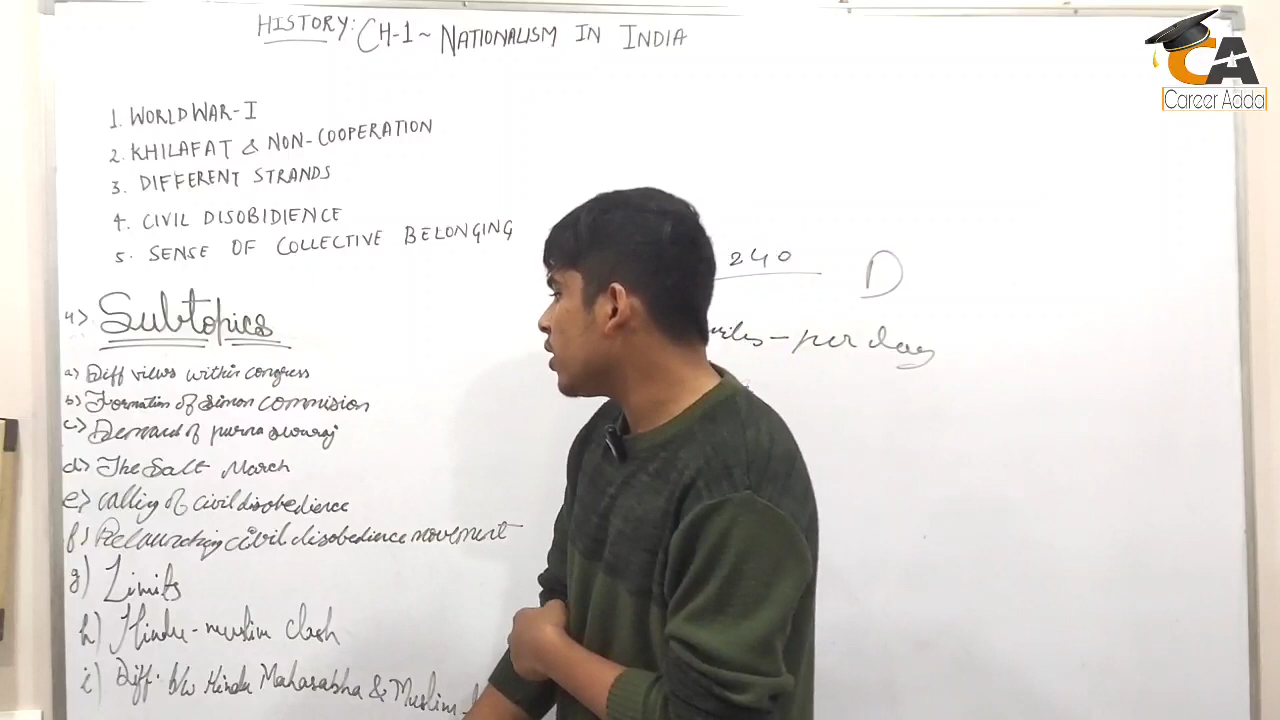 HISTORY: CH-1~ NATIONALISM IN INDIA
CA
Career Adda
1. WORLD WAR-I
2. KHILAFAT & NON-COOPERATION
3. DIFFERENT STRANDS
4. CIVIL DISOBIDIENCE
5. SENSE OF COLLECTIVE BELONGING
240 D
- per day
4> Subtopics
a> Diff views within congress
b> Formation of Simon commision
c> Demand of purna swaraj
d> The Salt March
e> calling of civil disobedience
f> Relaunching civil disobedience movement
g) Limits
h) Hindu-muslim clash
i) Diff. b/w Hindu Mahasabha & Muslim